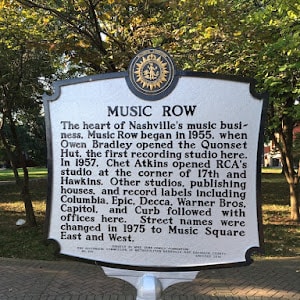 MUSIC ROW
The heart of Nashville's music busi-
ness, Music Row began in 1955, when
Owen Bradley opened the Quonset
Hut, the first recording studio here.
In 1957, Chet Atkins opened RCA's
studio at the corner of 17th and
Hawkins. Other studios, publishing
houses, and record labels including
Columbia, Epic, Decca, Warner Bros,
Capitol, and Curb followed with
offices here. Street names were
changed in 1975 to Music Square
East and West.